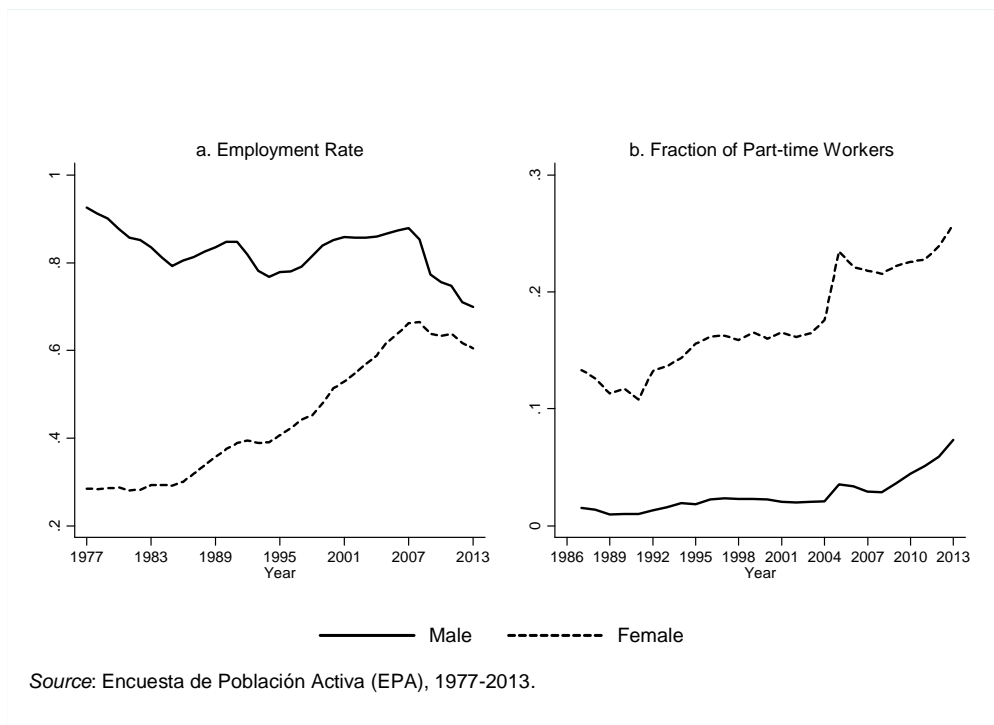 a. Employment Rate
1
.8
.6
.4
.2
1977 1983 1989 1995 2001 2007 2013
Year
b. Fraction of Part-time Workers
.3
.2
.1
0
1986 1989 1992 1995 1998 2001 2004 2007 2010 2013
Year
Male Female
Source: Encuesta de Población Activa (EPA), 1977-2013.